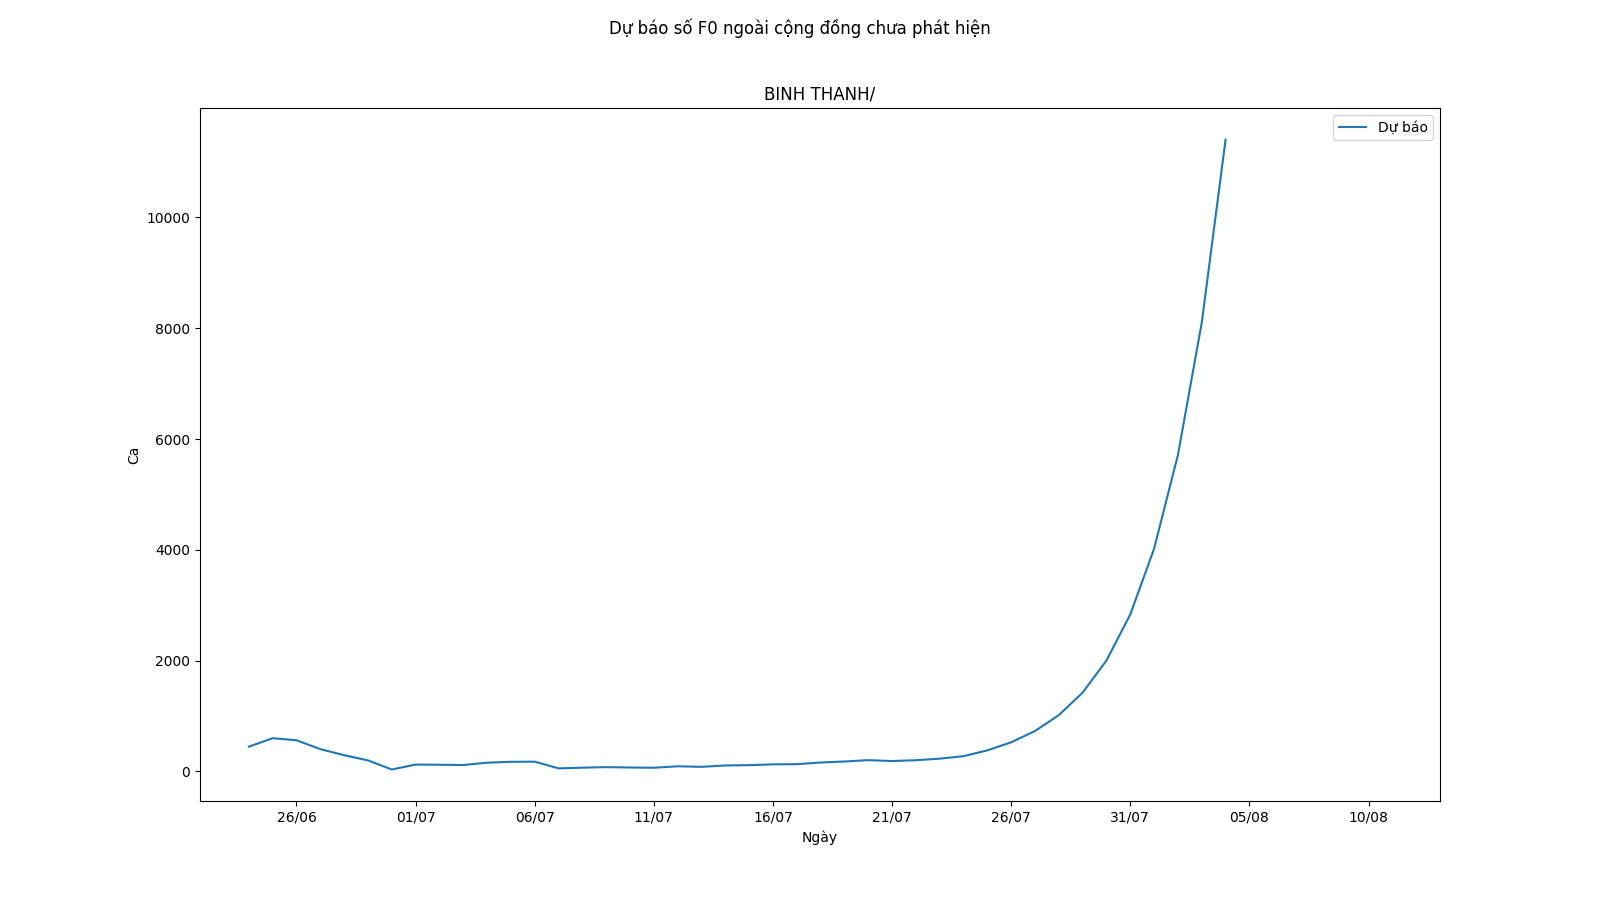 Dự báo số F0 ngoài cộng đồng chưa phát hiện
BINH THANH/
Dự báo
10000
8000
6000
4000
2000
0
Ca
26/06 01/07 06/07 11/07 16/07 21/07 26/07 31/07 05/08 10/08
Ngày